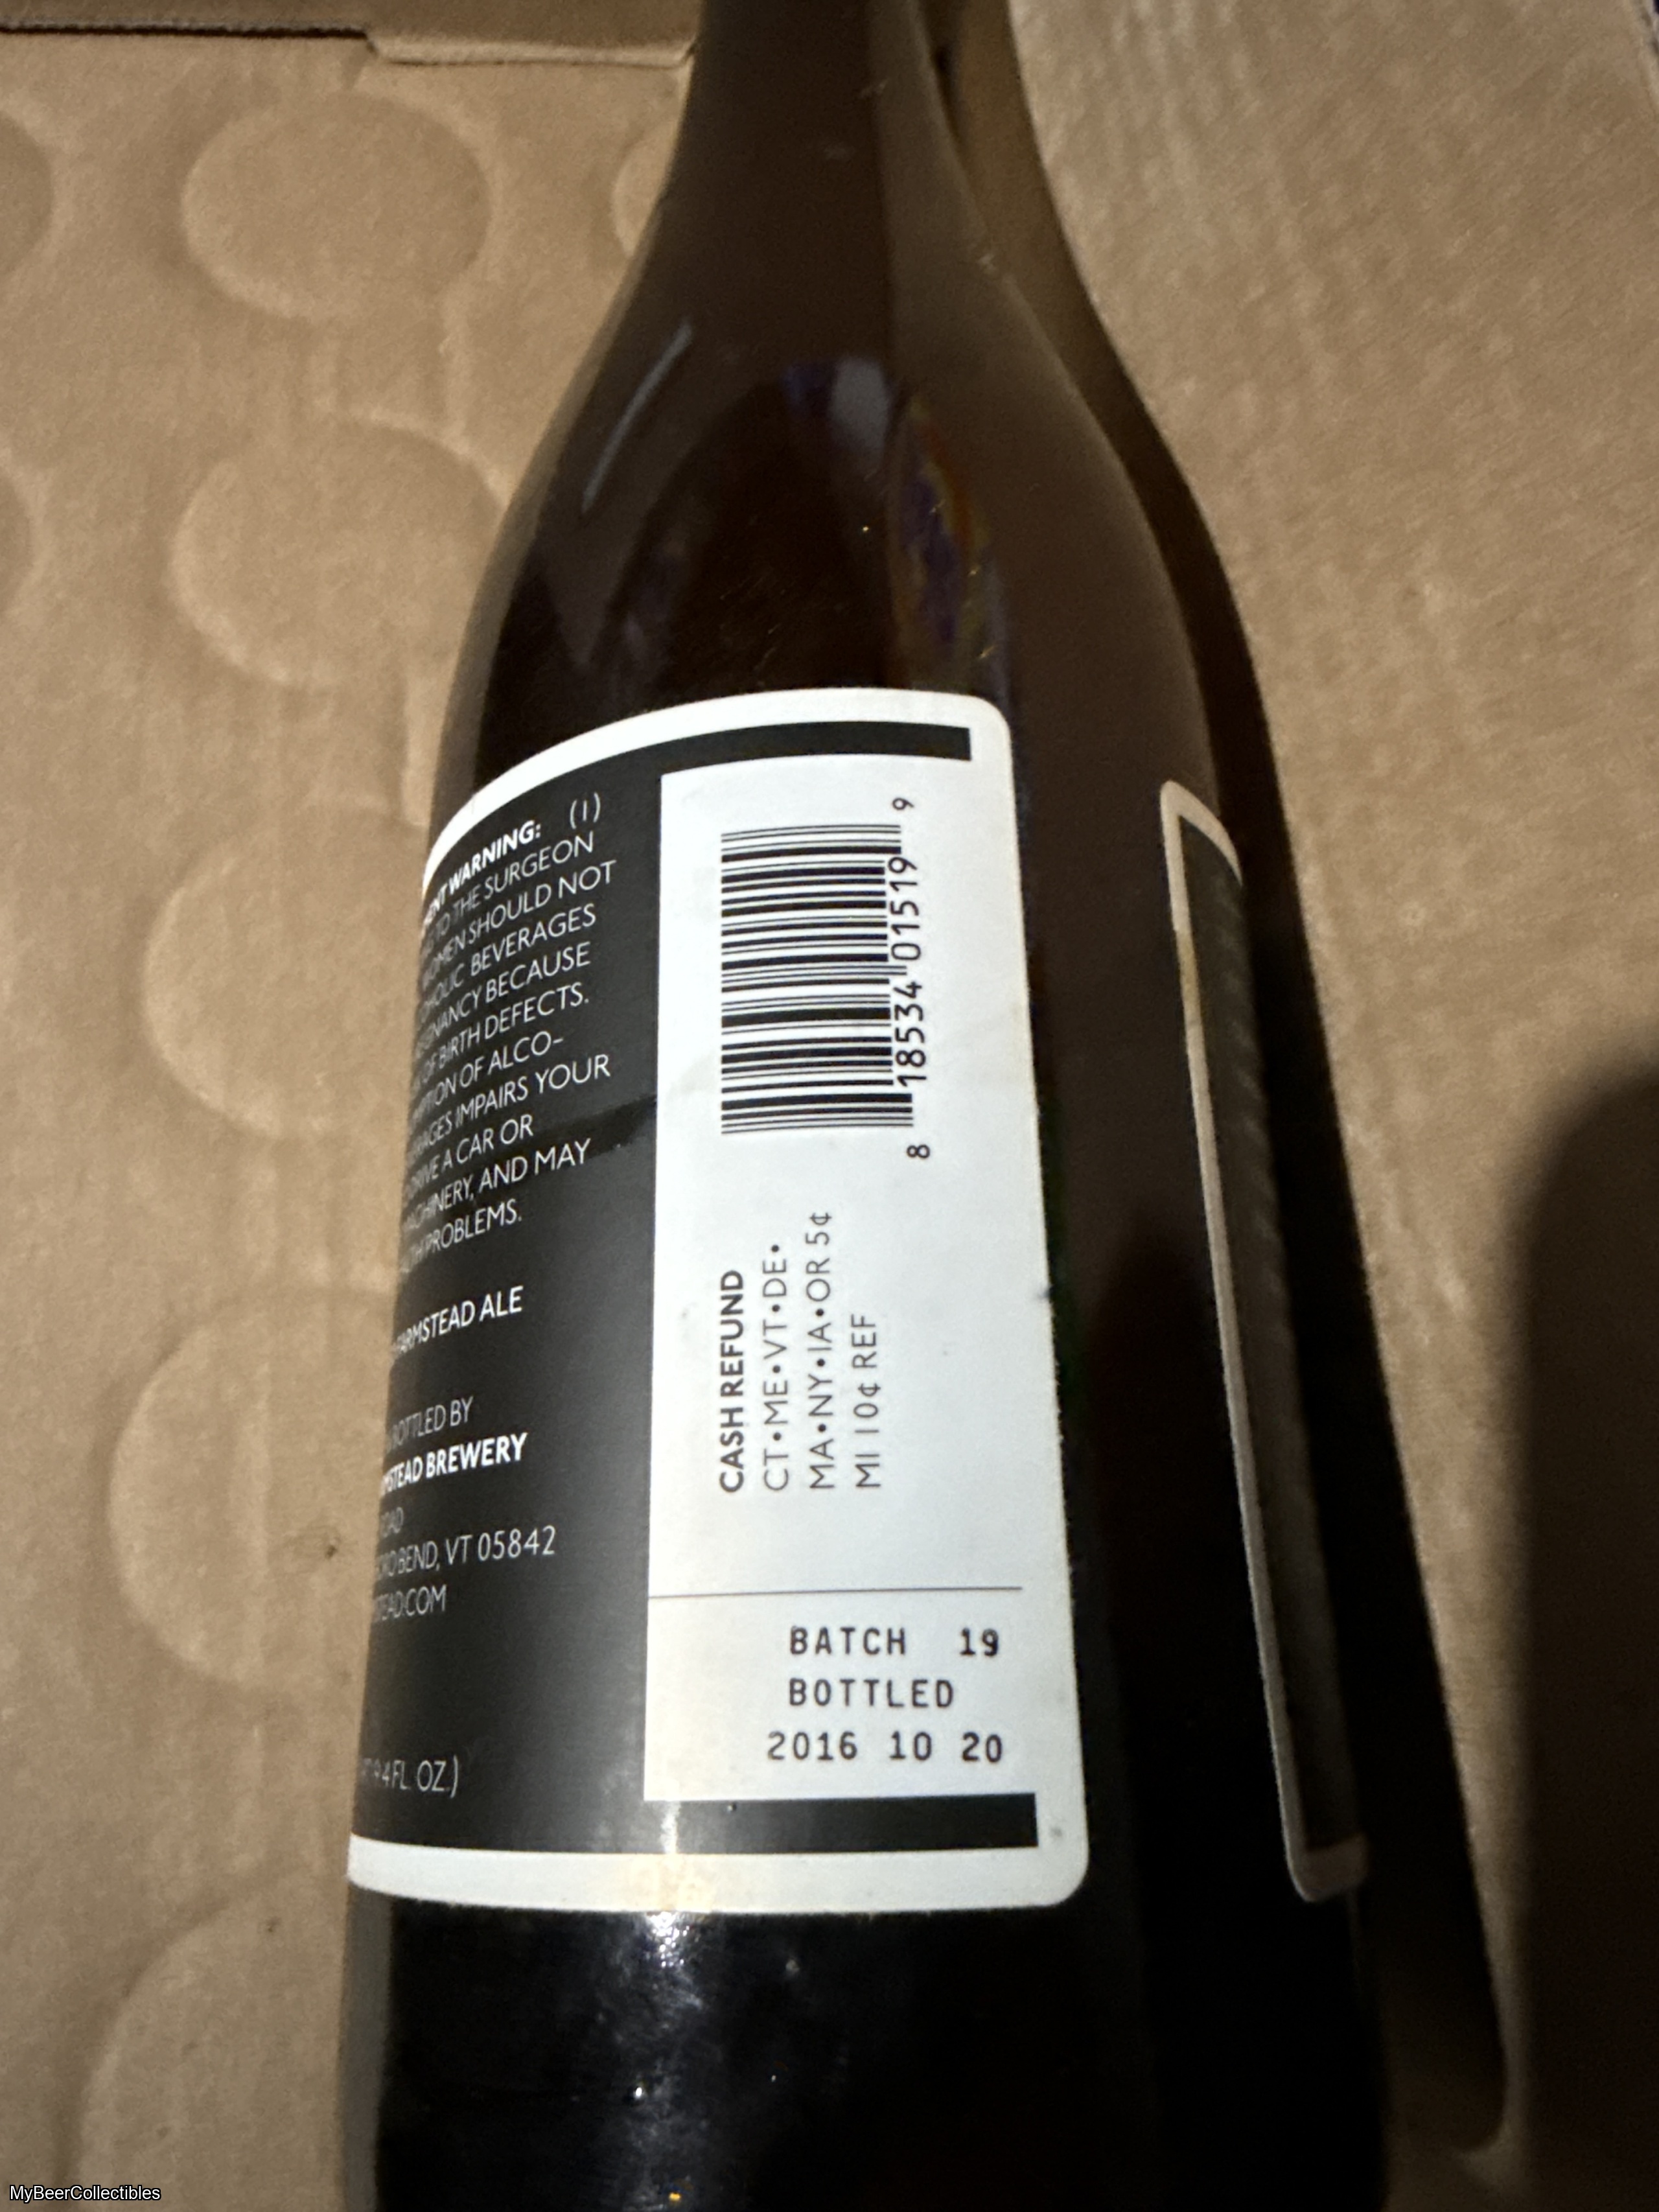 WARNING: (1)
TO THE SURGEON
WOMEN SHOULD NOT
BEVERAGES
BECAUSE
OF BIRTH DEFECTS.
OF ALCO-
IMPAIRS YOUR
DRIVE A CAR OR
MACHINERY, AND MAY
PROBLEMS.
FARMSTEAD ALE
BOTTLED BY
BREWERY
BEND, VT 05842
FL. OZ.)
8 18534 01519 9
CASH REFUND
CT•ME•VT•DE•
MA•NY•IA•OR 5¢
MI 10¢ REF
BATCH 19
BOTTLED
2016 10 20
MyBeerCollectibles